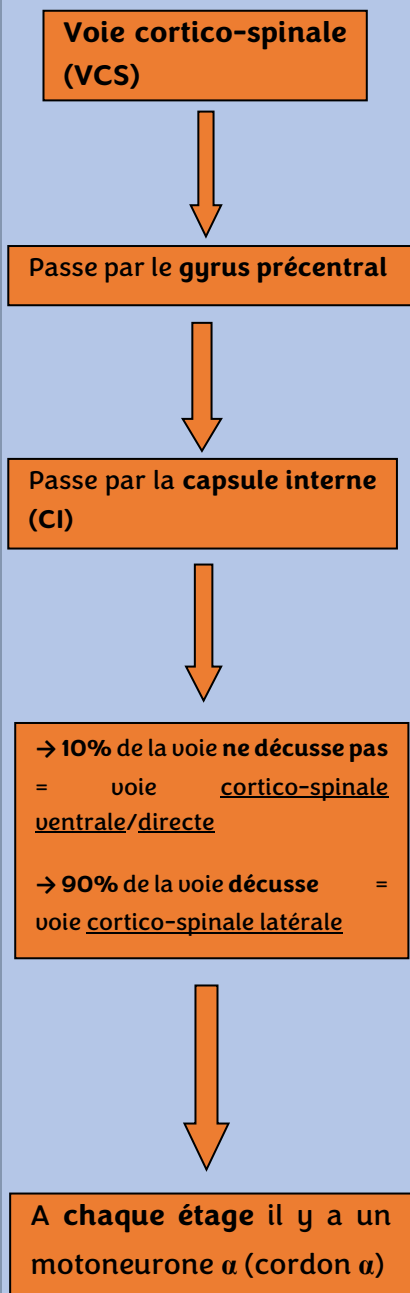 Voie cortico-spinale
(VCS)
Passe par le gyrus précentral
Passe par la capsule interne
(CI)
→ 10% de la voie ne décusse pas
= voie cortico-spinale
ventrale/directe
→ 90% de la voie décusse =
voie cortico-spinale latérale
A chaque étage il y a un
motoneurone α (cordon α)